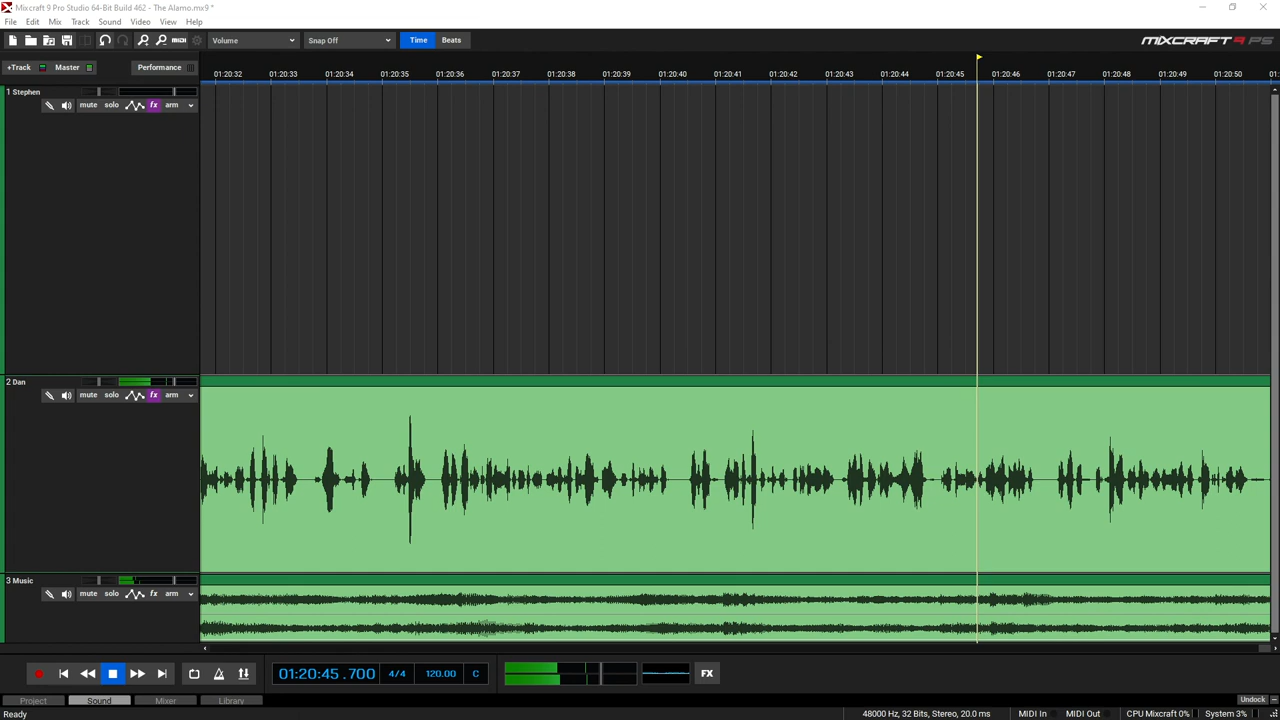 Mixcraft 9 Pro Studio 64-Bit Build 462 - The Alamo.mx9 *
File Edit Mix Track Sound Video View Help
MIDI Volume Snap Off Time Beats MIXCRAFT 9 PS
+Track Master Performance 01:20:32 01:20:33 01:20:34 01:20:35 01:20:36 01:20:37 01:20:38 01:20:39 01:20:40 01:20:41 01:20:42 01:20:43 01:20:44 01:20:45 01:20:46 01:20:47 01:20:48 01:20:49 01:20:50 01:
1 Stephen
mute solo fx arm
2 Dan
mute solo fx arm
3 Music
mute solo fx arm
01:20:45 .700 4/4 120.00 C FX
Project Sound Mixer Library Undock
Ready 48000 Hz, 32 Bits, Stereo, 20.0 ms MIDI In MIDI Out CPU Mixcraft 0% System 3%